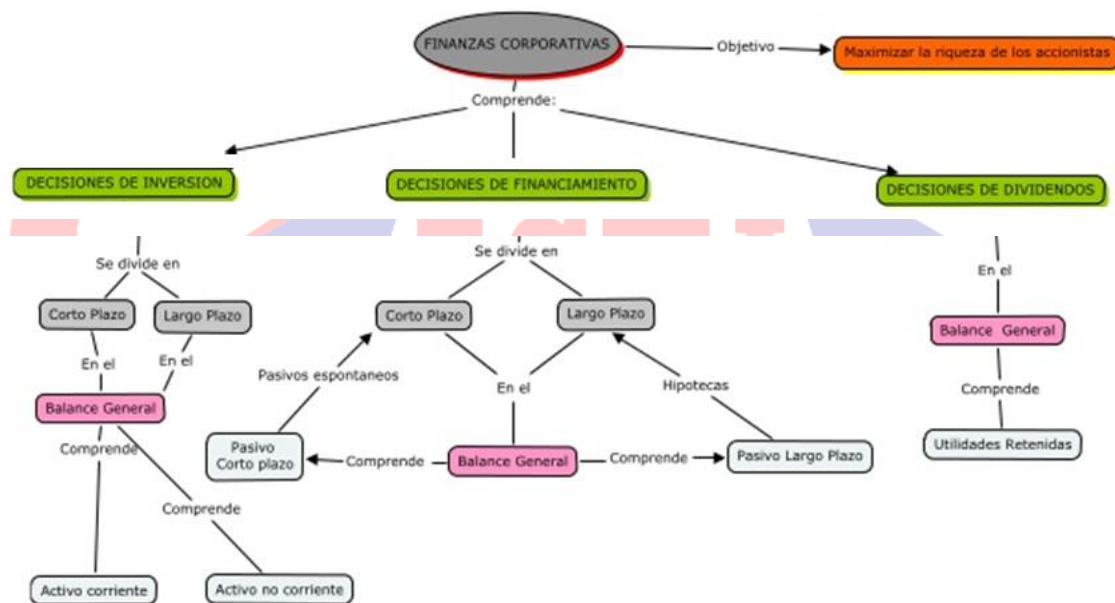 FINANZAS CORPORATIVAS
Objetivo
Maximizar la riqueza de los accionistas
Comprende:
DECISIONES DE INVERSION
DECISIONES DE FINANCIAMIENTO
DECISIONES DE DIVIDENDOS
Se divide en
Corto Plazo
Largo Plazo
En el
En el
Balance General
Comprende
Comprende
Activo corriente
Activo no corriente
Se divide en
Corto Plazo
Largo Plazo
Pasivos espontaneos
En el
Hipotecas
Pasivo
Corto plazo
Comprende
Balance General
Comprende
Pasivo Largo Plazo
En el
Balance General
Comprende
Utilidades Retenidas